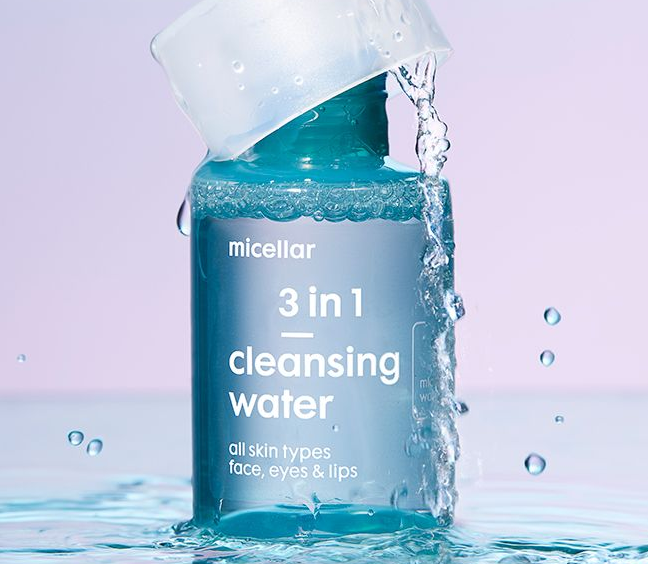 micellar
3 in 1
cleansing
water
all skin types
face, eyes & lips